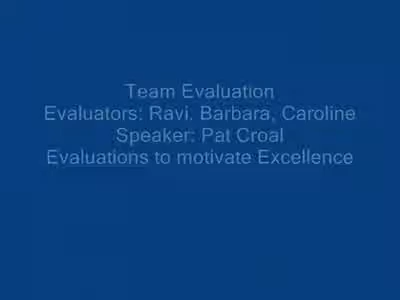 Team Evaluation
Evaluators: Ravi. Barbara, Caroline
Speaker: Pat Croal
Evaluations to motivate Excellence